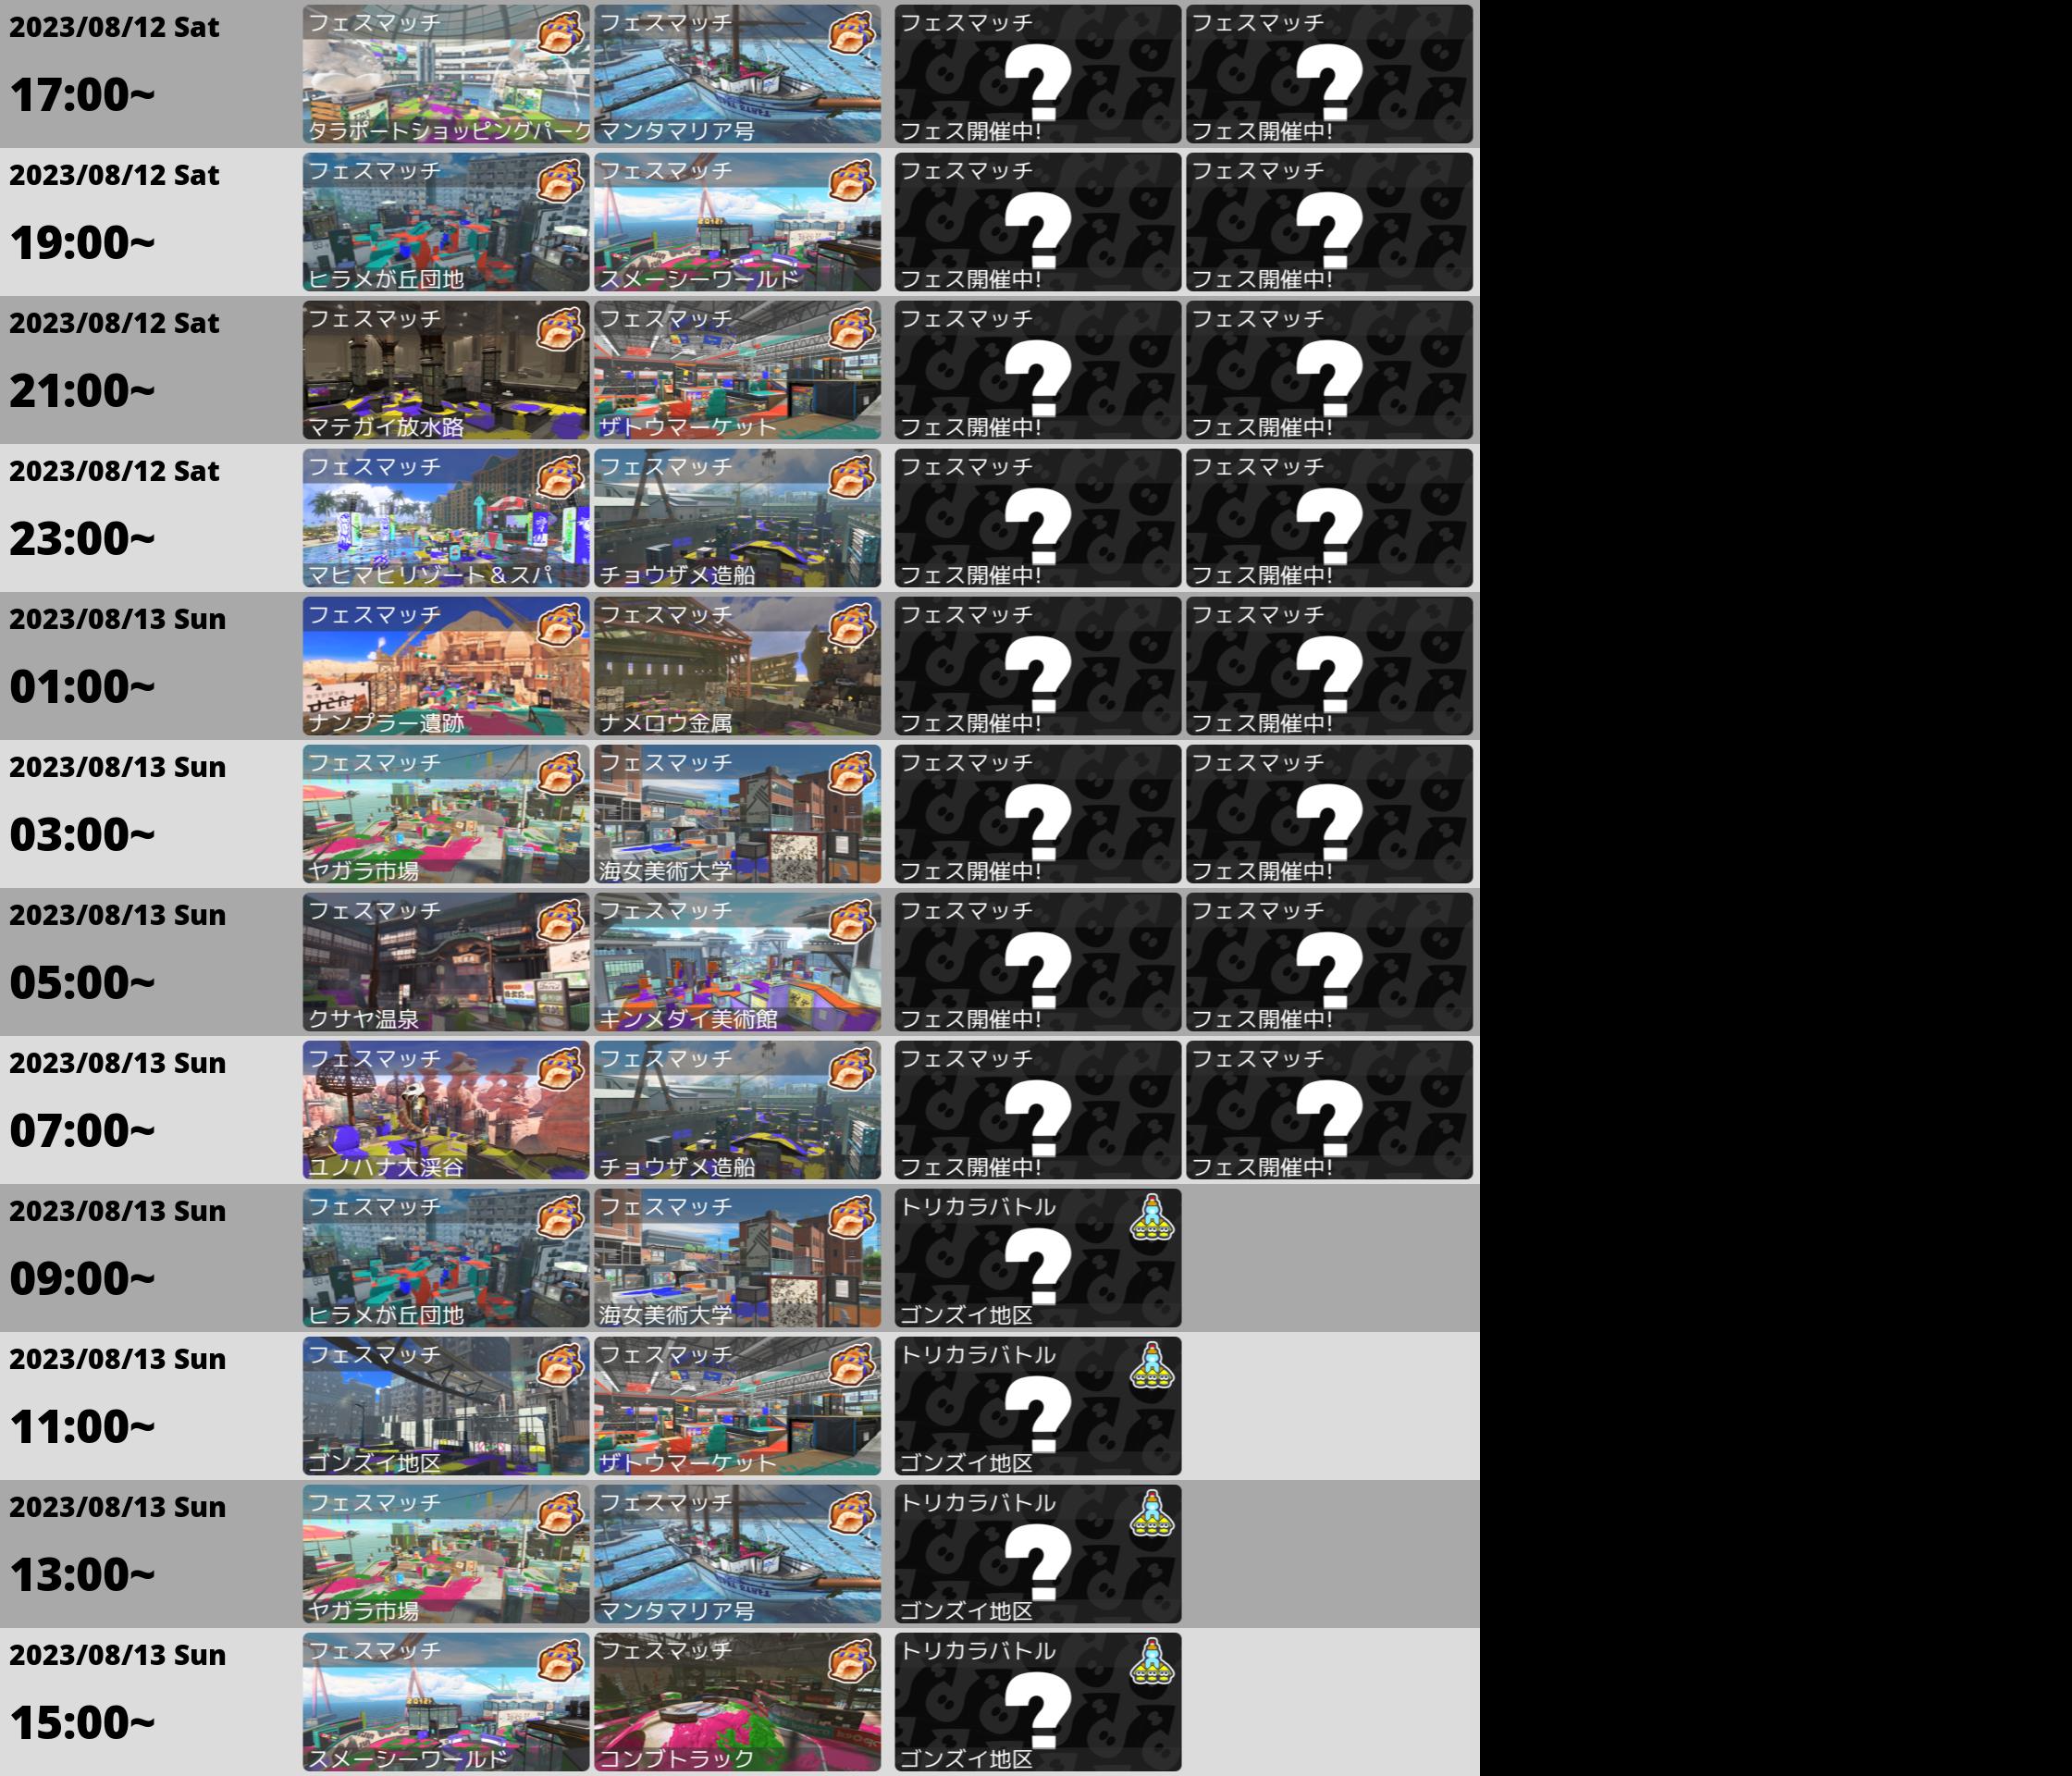 2023/08/12 Sat
17:00~
フェスマッチ
タラポートショッピングパーク
フェスマッチ
マンタマリア号
フェスマッチ
フェス開催中!
フェスマッチ
フェス開催中!
2023/08/12 Sat
19:00~
フェスマッチ
ヒラメが丘団地
フェスマッチ
スメーシーワールド
フェスマッチ
フェス開催中!
フェスマッチ
フェス開催中!
2023/08/12 Sat
21:00~
フェスマッチ
マテガイ放水路
フェスマッチ
ザトウマーケット
フェスマッチ
フェス開催中!
フェスマッチ
フェス開催中!
2023/08/12 Sat
23:00~
フェスマッチ
マヒマヒリゾート＆スパ
フェスマッチ
チョウザメ造船
フェスマッチ
フェス開催中!
フェスマッチ
フェス開催中!
2023/08/13 Sun
01:00~
フェスマッチ
ナンプラー遺跡
フェスマッチ
ナメロウ金属
フェスマッチ
フェス開催中!
フェスマッチ
フェス開催中!
2023/08/13 Sun
03:00~
フェスマッチ
ヤガラ市場
フェスマッチ
海女美術大学
フェスマッチ
フェス開催中!
フェスマッチ
フェス開催中!
2023/08/13 Sun
05:00~
フェスマッチ
クサヤ温泉
フェスマッチ
キンメダイ美術館
フェスマッチ
フェス開催中!
フェスマッチ
フェス開催中!
2023/08/13 Sun
07:00~
フェスマッチ
ユノハナ大渓谷
フェスマッチ
チョウザメ造船
フェスマッチ
フェス開催中!
フェスマッチ
フェス開催中!
2023/08/13 Sun
09:00~
フェスマッチ
ヒラメが丘団地
フェスマッチ
海女美術大学
トリカラバトル
ゴンズイ地区
2023/08/13 Sun
11:00~
フェスマッチ
ゴンズイ地区
フェスマッチ
ザトウマーケット
トリカラバトル
ゴンズイ地区
2023/08/13 Sun
13:00~
フェスマッチ
ヤガラ市場
フェスマッチ
マンタマリア号
トリカラバトル
ゴンズイ地区
2023/08/13 Sun
15:00~
フェスマッチ
スメーシーワールド
フェスマッチ
コンブトラック
トリカラバトル
ゴンズイ地区